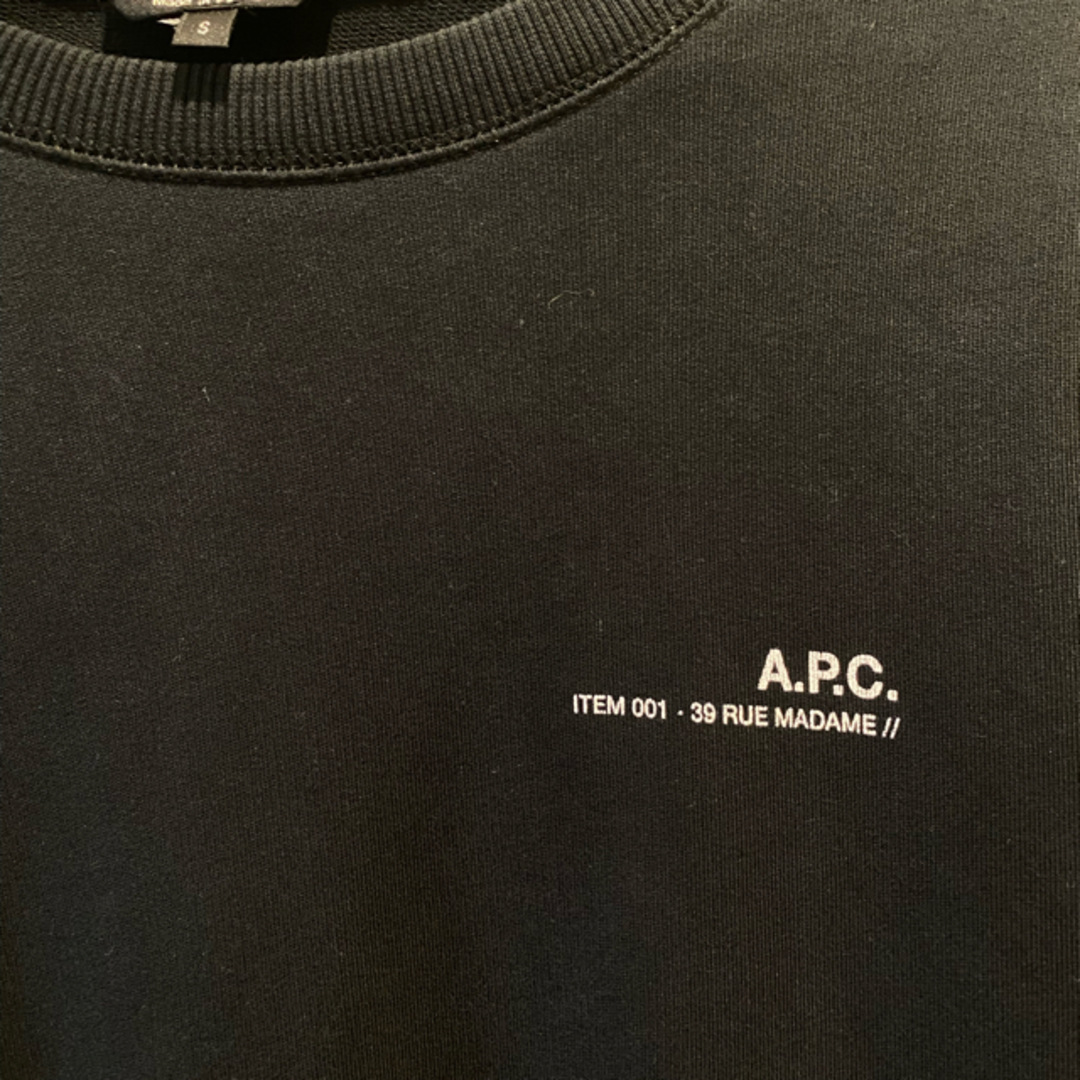 S
A.P.C.
ITEM 001 · 39 RUE MADAME //